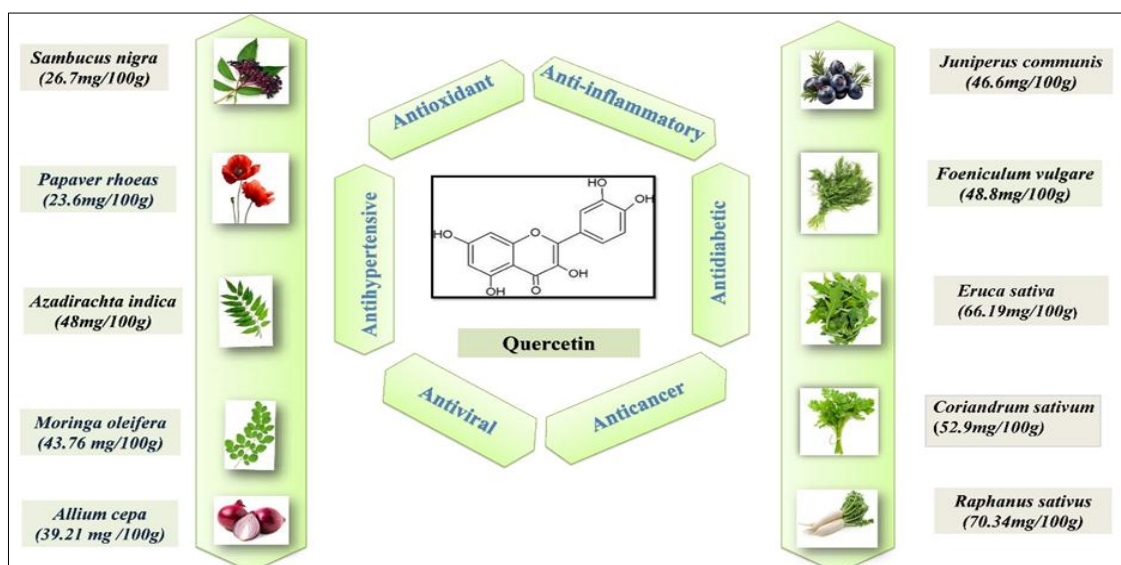 Sambucus nigra
(26.7mg/100g)
Papaver rhoeas
(23.6mg/100g)
Azadirachta indica
(48mg/100g)
Moringa oleifera
(43.76 mg/100g)
Allium cepa
(39.21 mg /100g)
Antioxidant
Anti-inflammatory
Antihypertensive
Antidiabetic
Antiviral
Anticancer
HO
OH
HO
O
OH
OH
O
Quercetin
Juniperus communis
(46.6mg/100g)
Foeniculum vulgare
(48.8mg/100g)
Eruca sativa
(66.19mg/100g)
Coriandrum sativum
(52.9mg/100g)
Raphanus sativus
(70.34mg/100g)